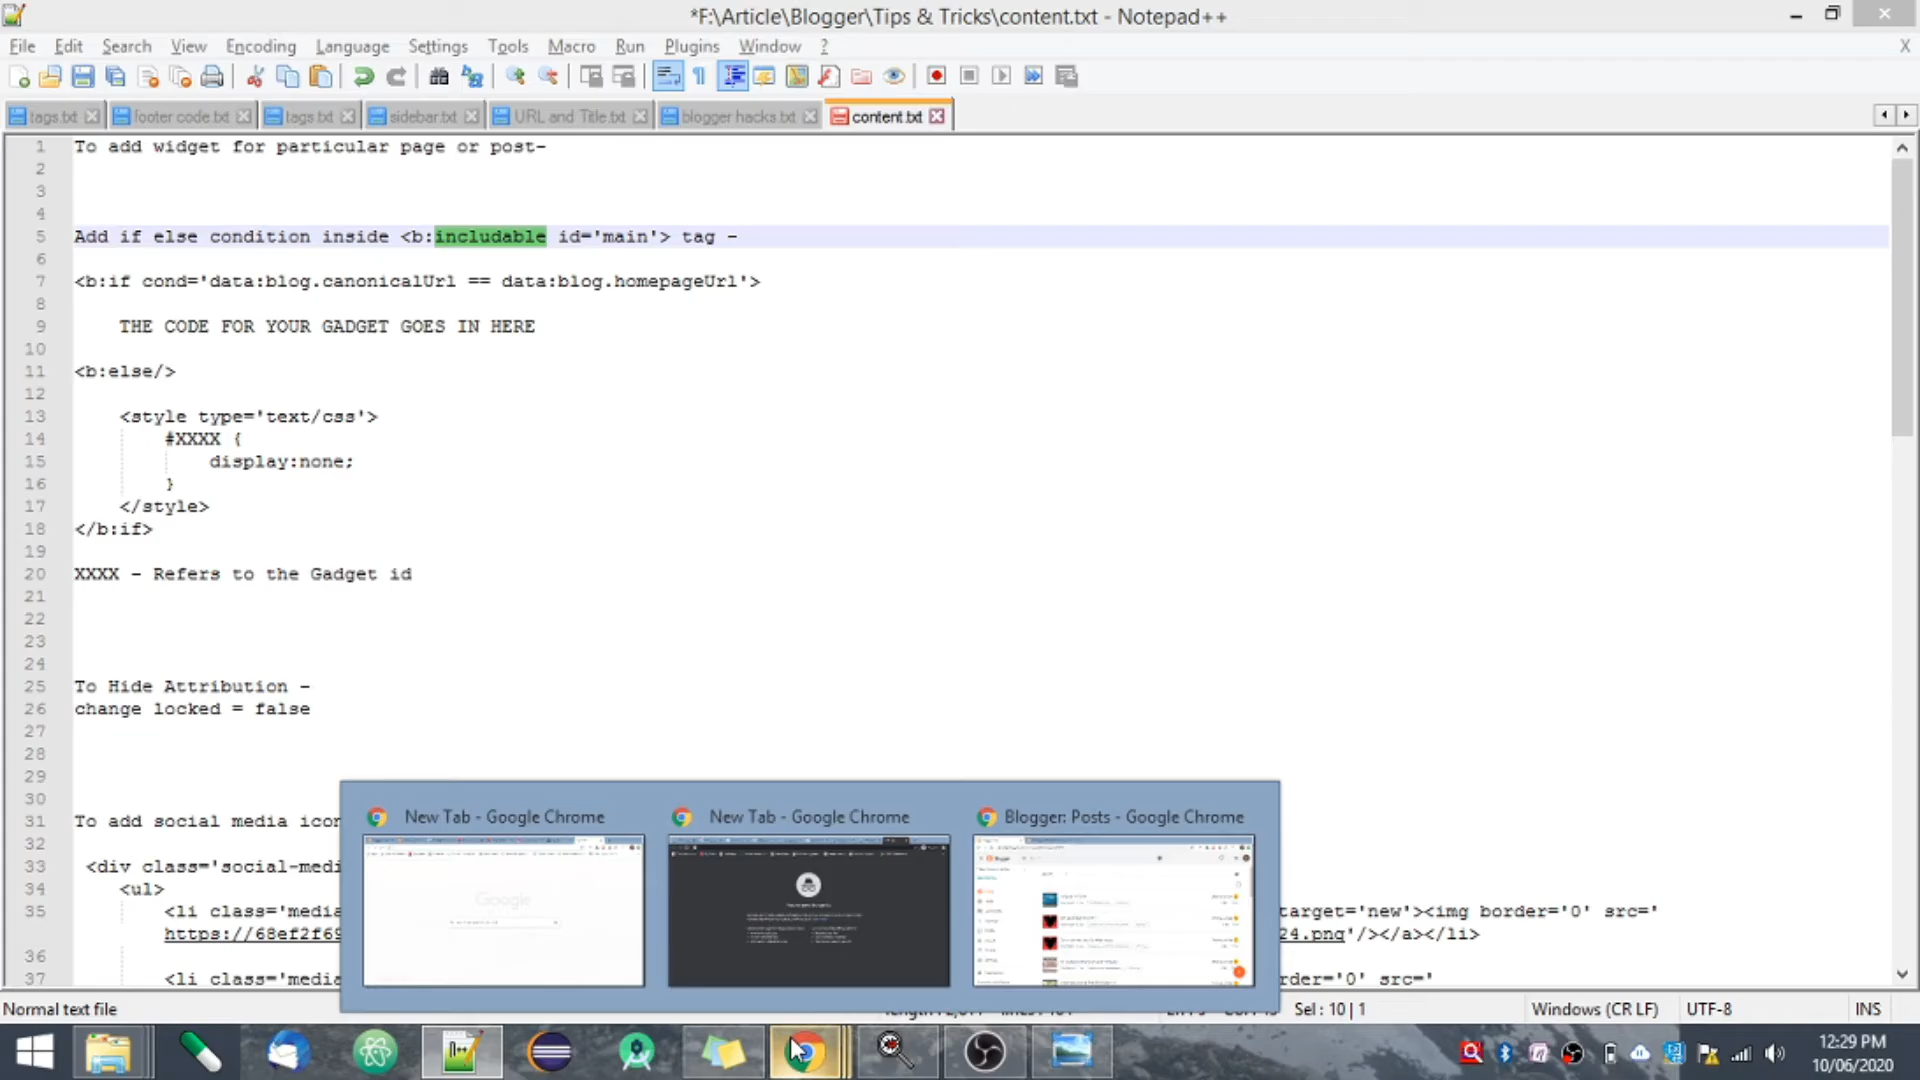 *F:\Article\Blogger\Tips & Tricks\content.txt - Notepad++
File Edit Search View Encoding Language Settings Tools Macro Run Plugins Window ? X
tags.txt footer code.txt tags.txt sidebar.txt URL and Title.txt blogger hacks.txt content.txt
1 To add widget for particular page or post-
2
3
4
5 Add if else condition inside <b:includable id='main'> tag -
6
7 <b:if cond='data:blog.canonicalUrl == data:blog.homepageUrl'>
8
9 THE CODE FOR YOUR GADGET GOES IN HERE
10
11 <b:else/>
12
13 <style type='text/css'>
14 #XXXX {
15 display:none;
16 }
17 </style>
18 </b:if>
19
20 XXXX - Refers to the Gadget id
21
22
23
24
25 To Hide Attribution -
26 change locked = false
27
28
29
30
31 To add social media icon
32
33 <div class='social-medi
34 <ul>
35 <li class='media target='new'><img border='0' src='
https://68ef2f69 24.png'/></a></li>
36
37 <li class='media rder='0' src='
New Tab - Google Chrome New Tab - Google Chrome Blogger: Posts - Google Chrome
Google
Normal text file Sel : 10 | 1 Windows (CR LF) UTF-8 INS
12:29 PM
10/06/2020